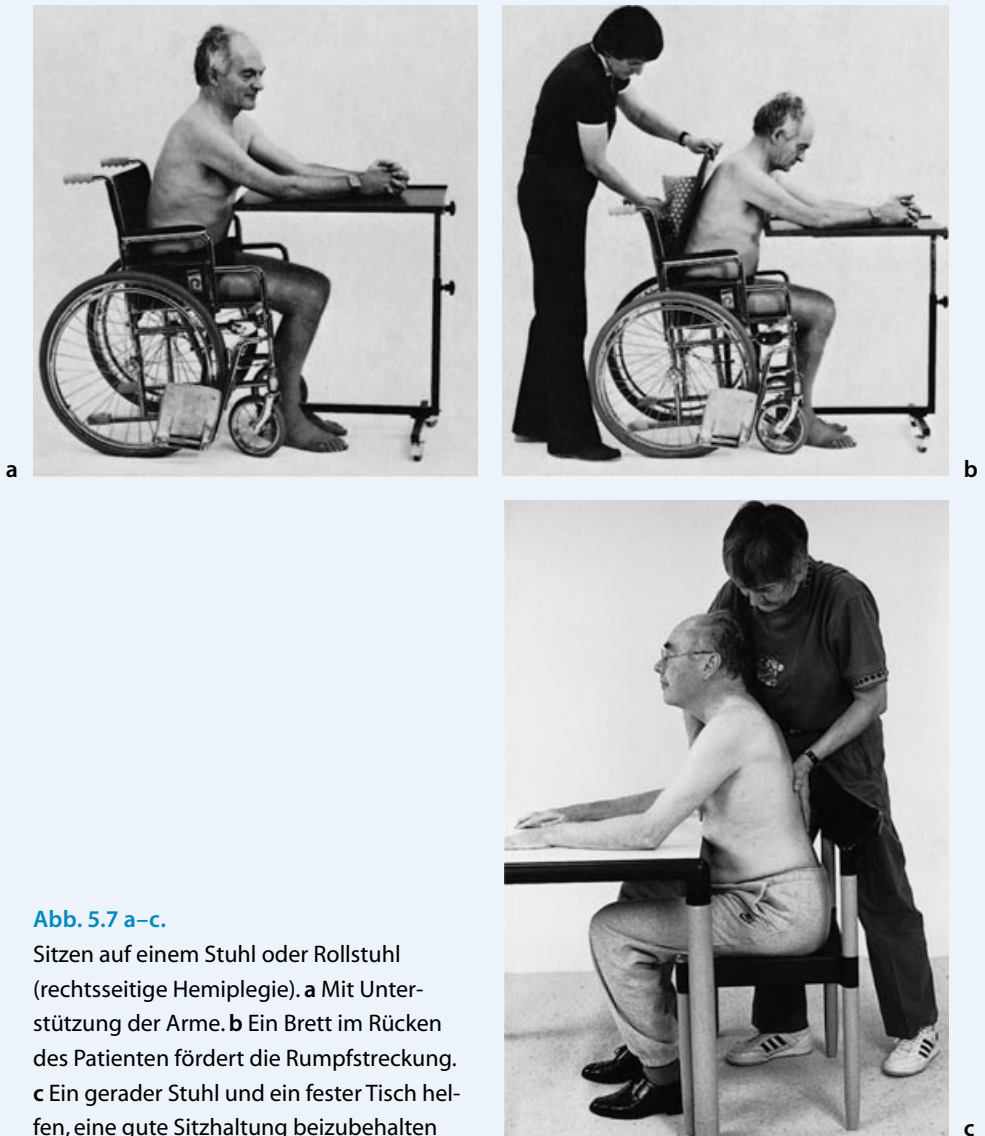 a
b
Abb. 5.7 a–c.
Sitzen auf einem Stuhl oder Rollstuhl
(rechtsseitige Hemiplegie). a Mit Unter-
stützung der Arme. b Ein Brett im Rücken
des Patienten fördert die Rumpfstreckung.
c Ein gerader Stuhl und ein fester Tisch hel-
fen, eine gute Sitzhaltung beizubehalten
c